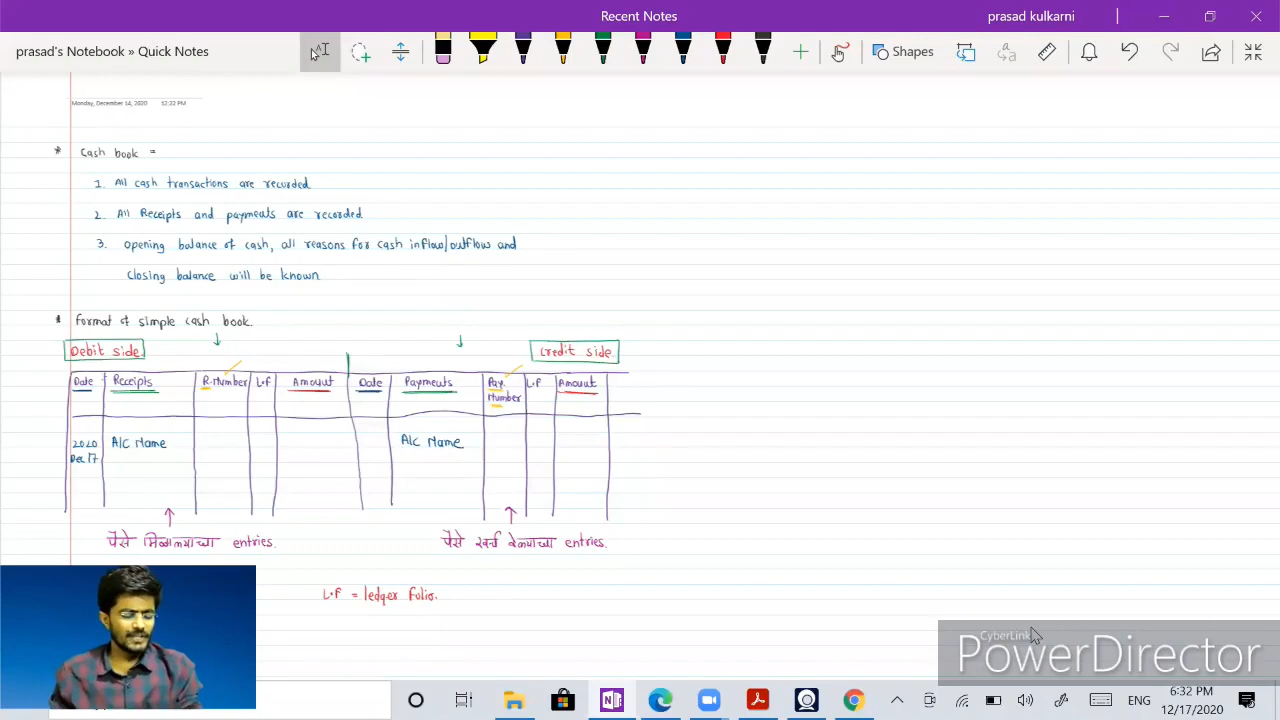 Recent Notes
prasad kulkarni
prasad's Notebook » Quick Notes
Shapes
Monday, December 14, 2020 12:22 PM
* Cash book =
1. All cash transactions are recorded
2. All Receipts and payments are recorded
3. opening balance of cash, all reasons for cash inflow/outflow and
closing balance will be known
* format of simple cash book.
Debit side.
Credit side.
Date Receipts R.Number L.F Amount Date Payments Pay. Number L.F Amount
2020 A/C Name A/C Name
Dec 17
पैसे मिळाल्याच्या entries.
पैसे खर्च केल्याच्या entries.
L.F = ledger folio.
CyberLink
PowerDirector
ENG
6:32 PM
12/17/2020